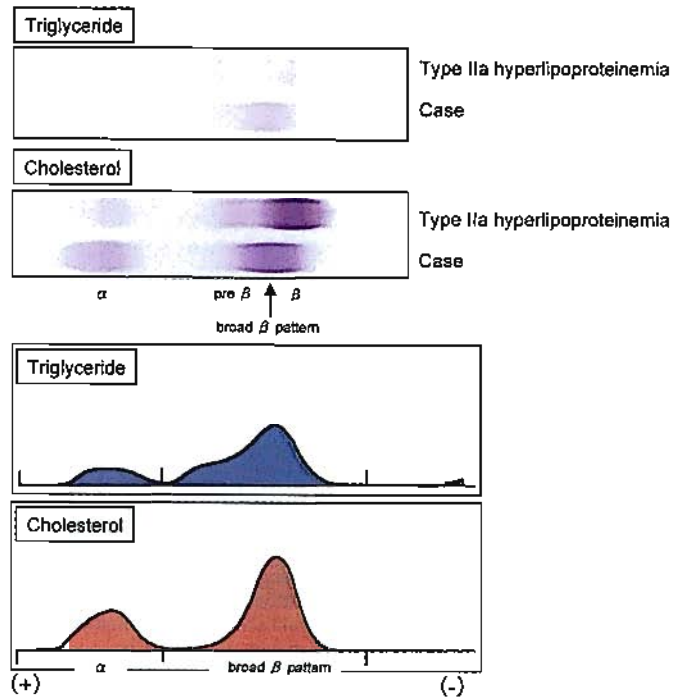 Triglyceride
Type IIa hyperlipoproteinemia
Case
Cholesterol
Type IIa hyperlipoproteinemia
Case
α pre β β
broad β pattern
Triglyceride
Cholesterol
α broad β pattern
(+) (-)